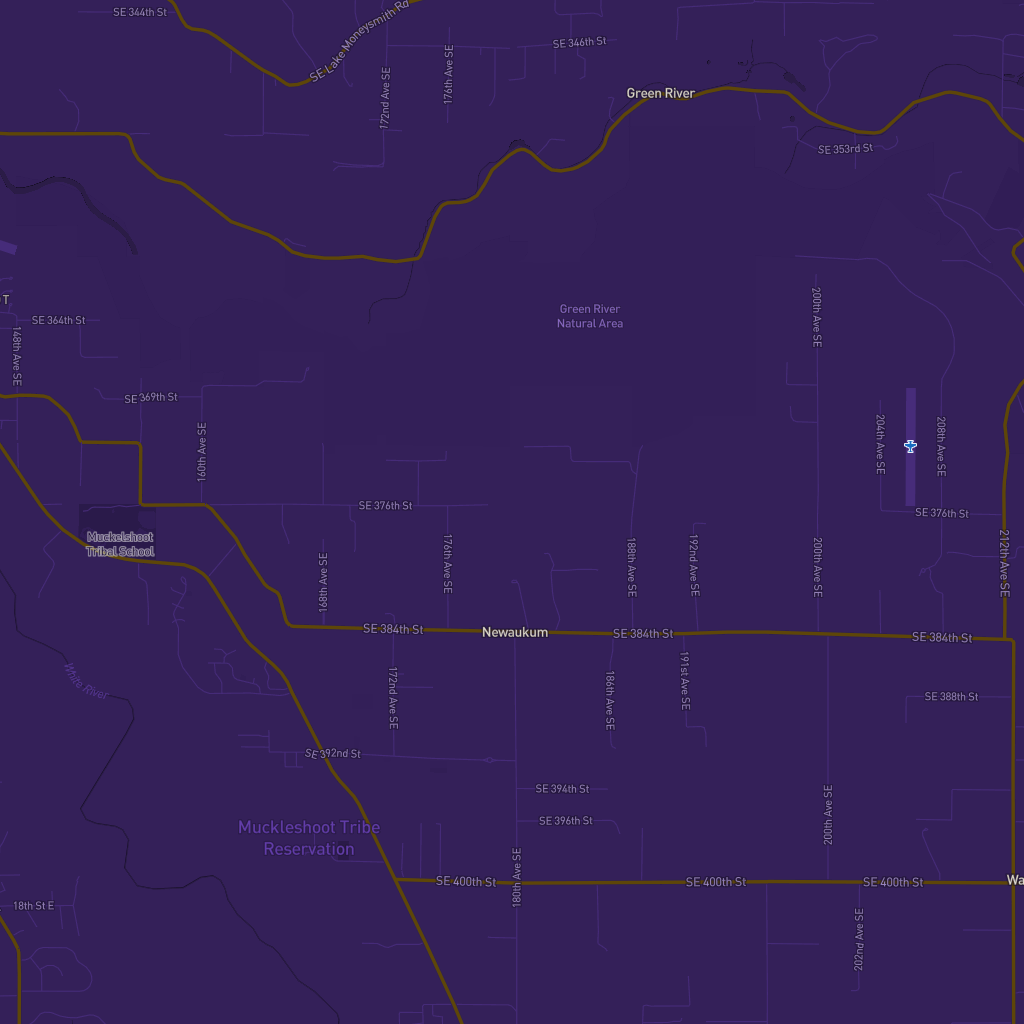 SE 344th St
SE Lake Moneysmith Rd
SE 346th St
172nd Ave SE
176th Ave SE
Green River
SE 353rd St
T
SE 364th St
148th Ave SE
Green River
Natural Area
200th Ave SE
SE 369th St
160th Ave SE
204th Ave SE
208th Ave SE
SE 376th St
SE 376th St
Muckelshoot
Tribal School
168th Ave SE
176th Ave SE
188th Ave SE
192nd Ave SE
200th Ave SE
212th Ave SE
SE 384th St
Newaukum
SE 384th St
SE 384th St
White River
172nd Ave SE
186th Ave SE
191st Ave SE
SE 388th St
SE 392nd St
SE 394th St
SE 396th St
200th Ave SE
Muckleshoot Tribe
Reservation
180th Ave SE
SE 400th St
SE 400th St
SE 400th St
Wa
18th St E
202nd Ave SE